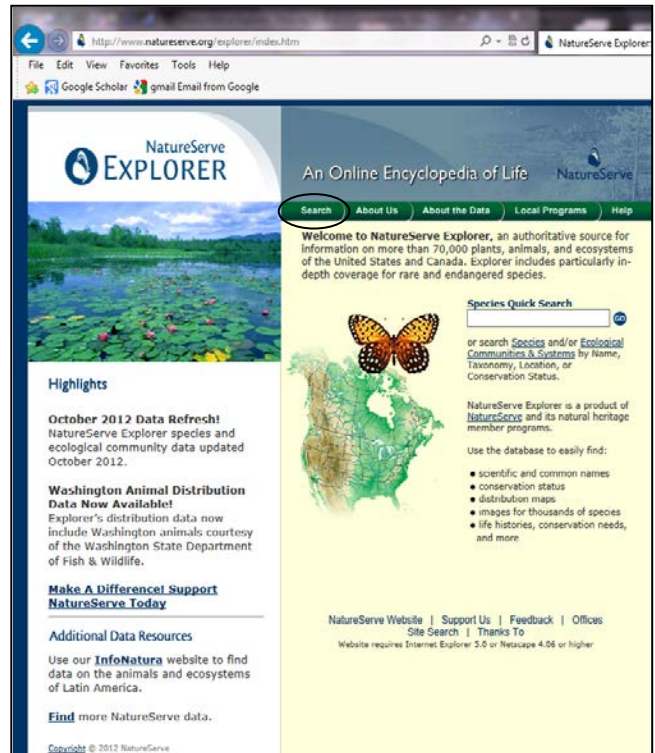 http://www.natureserve.org/explorer/index.htm
NatureServe Explorer:
File Edit View Favorites Tools Help
Google Scholar gmail Email from Google
NatureServe
EXPLORER
An Online Encyclopedia of Life
NatureServe
Search About Us About the Data Local Programs Help
Welcome to NatureServe Explorer, an authoritative source for
information on more than 70,000 plants, animals, and ecosystems
of the United States and Canada. Explorer includes particularly in-
depth coverage for rare and endangered species.
Species Quick Search
GO
or search Species and/or Ecological
Communities & Systems by Name,
Taxonomy, Location, or
Conservation Status.
NatureServe Explorer is a product of
NatureServe and its natural heritage
member programs.
Use the database to easily find:
• scientific and common names
• conservation status
• distribution maps
• images for thousands of species
• life histories, conservation needs,
and more
Highlights
October 2012 Data Refresh!
NatureServe Explorer species and
ecological community data updated
October 2012.
Washington Animal Distribution
Data Now Available!
Explorer's distribution data now
include Washington animals courtesy
of the Washington State Department
of Fish & Wildlife.
Make A Difference! Support
NatureServe Today
Additional Data Resources
Use our InfoNatura website to find
data on the animals and ecosystems
of Latin America.
Find more NatureServe data.
Copyright © 2012 NatureServe
NatureServe Website | Support Us | Feedback | Offices
Site Search | Thanks To
Website requires Internet Explorer 5.0 or Netscape 4.06 or higher